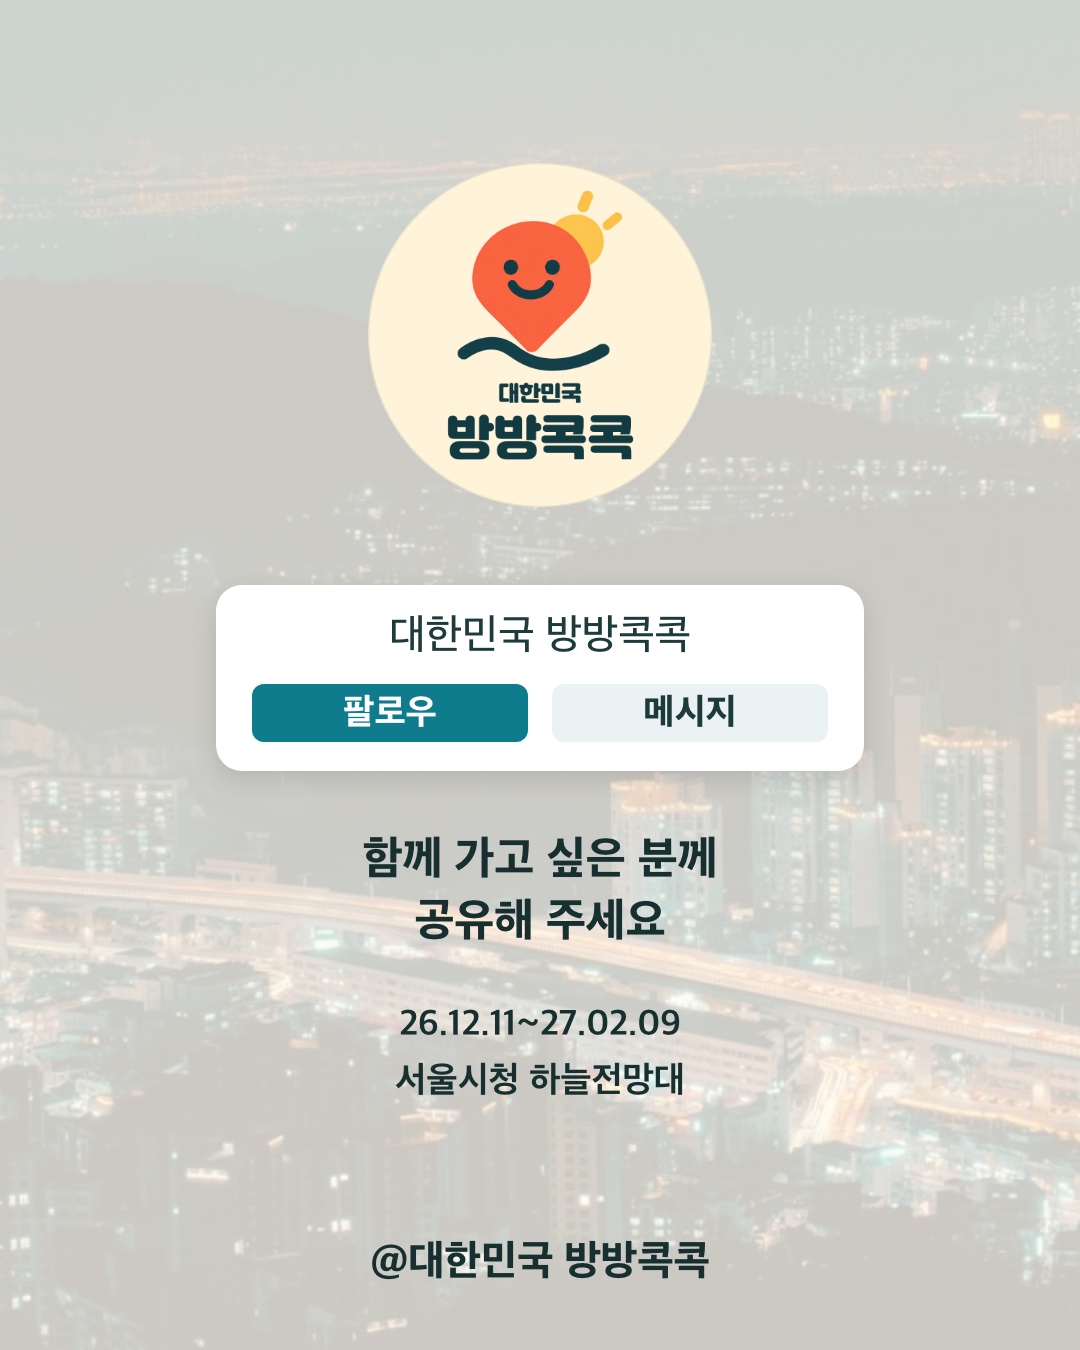 대한민국
방방콕콕
대한민국 방방콕콕
팔로우 메시지
함께 가고 싶은 분께
공유해 주세요
26.12.11~27.02.09
서울시청 하늘전망대
@대한민국 방방콕콕